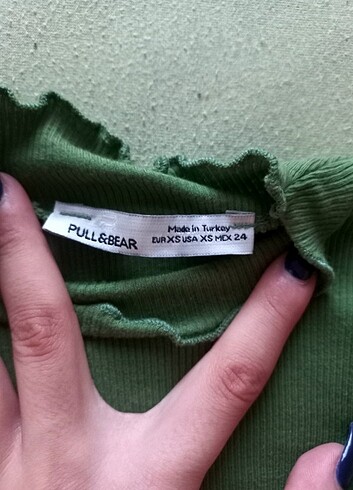 PULL&BEAR
Made in Turkey
EUR XS USA XS MEX 24